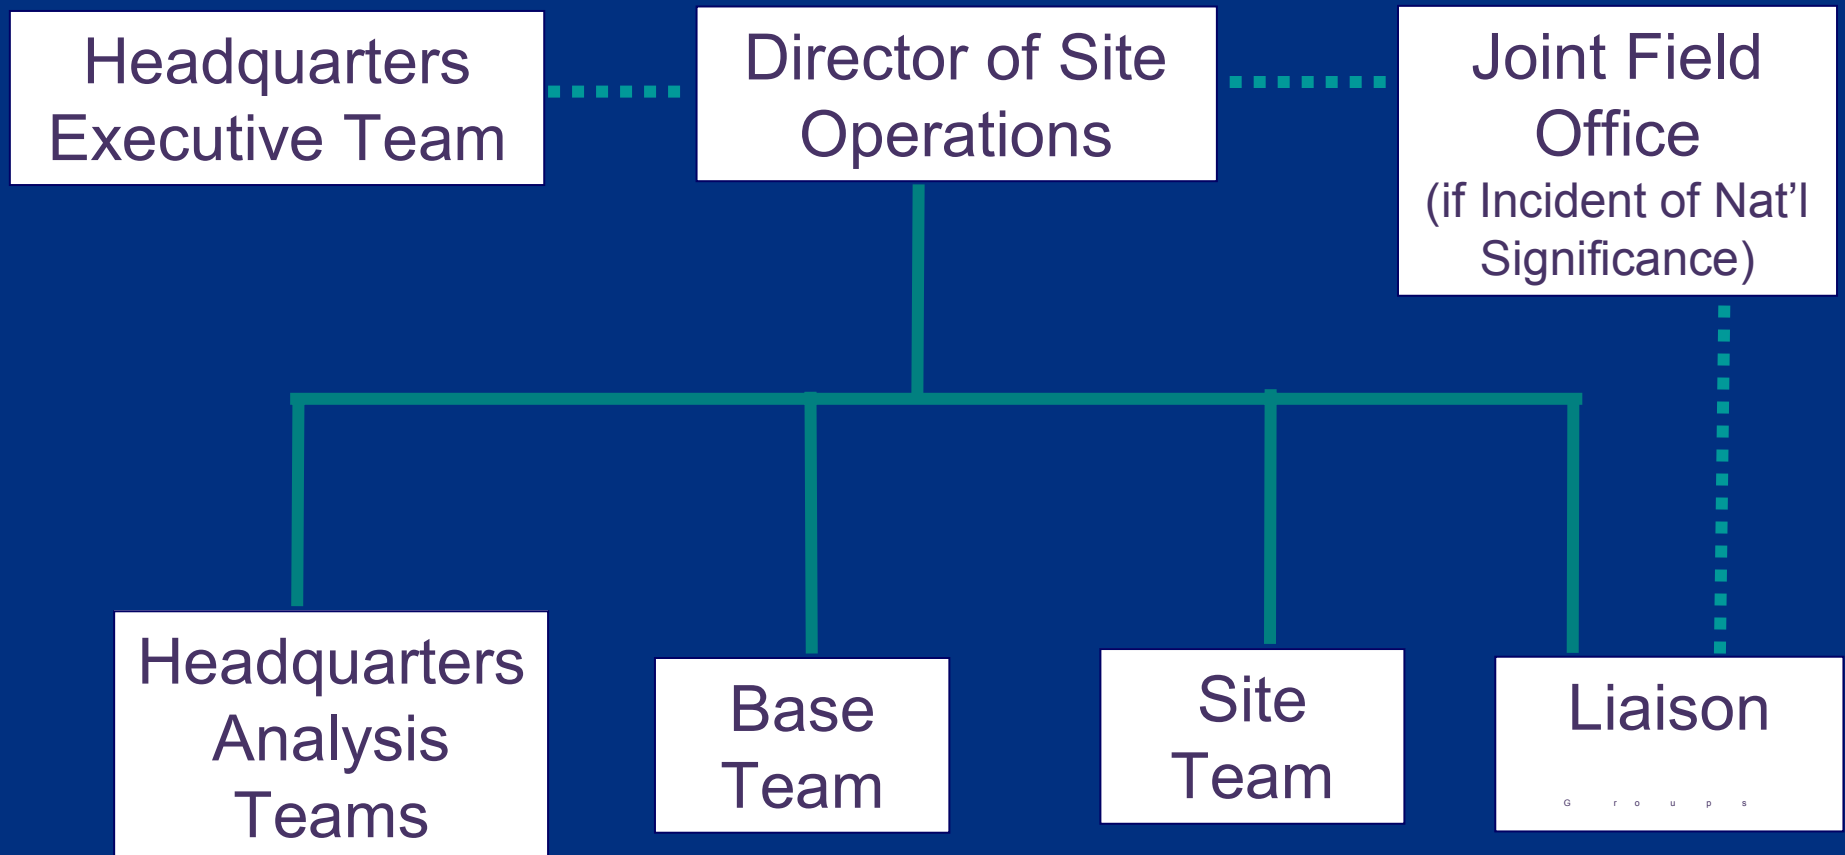 Headquarters
Executive Team
Director of Site
Operations
Joint Field
Office
(if Incident of Nat’l
Significance)
Headquarters
Analysis
Teams
Base
Team
Site
Team
Liaison
Groups